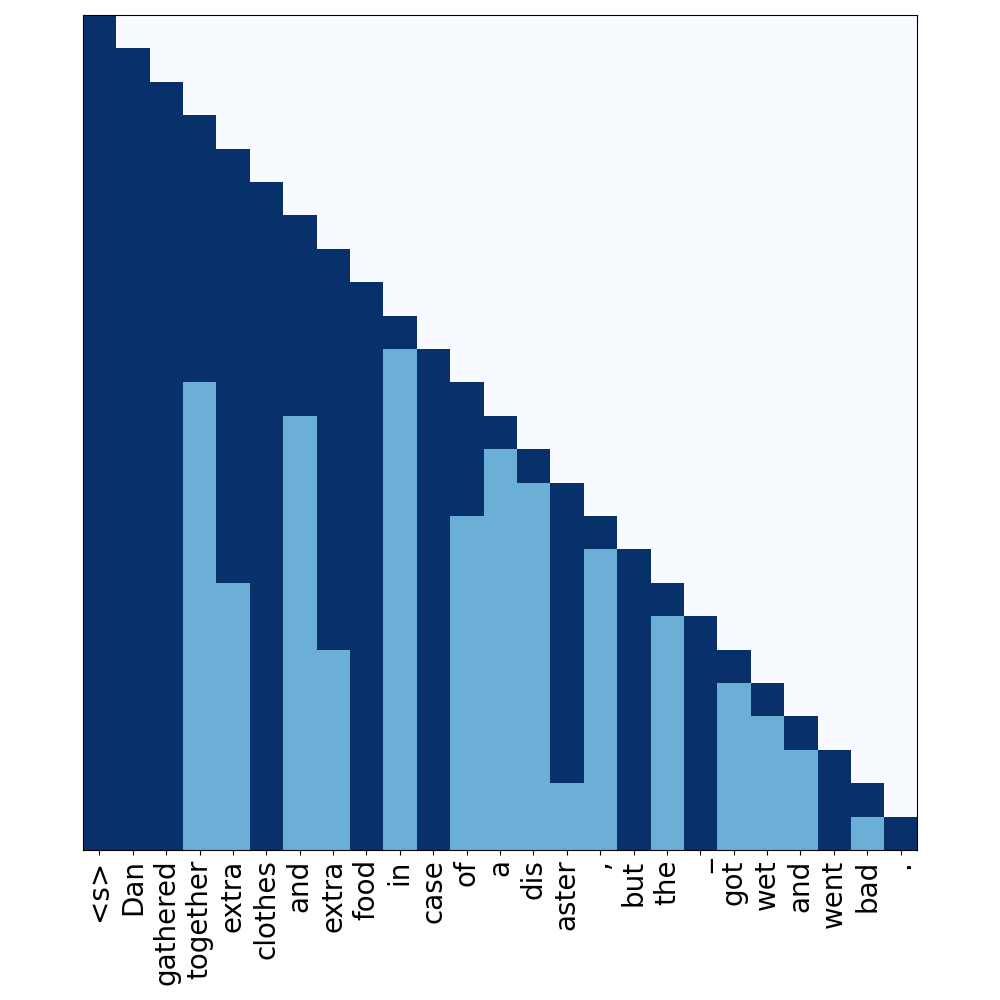 <s> Dan gathered together extra clothes and extra food in case of a dis aster , but the _ got wet and went bad .